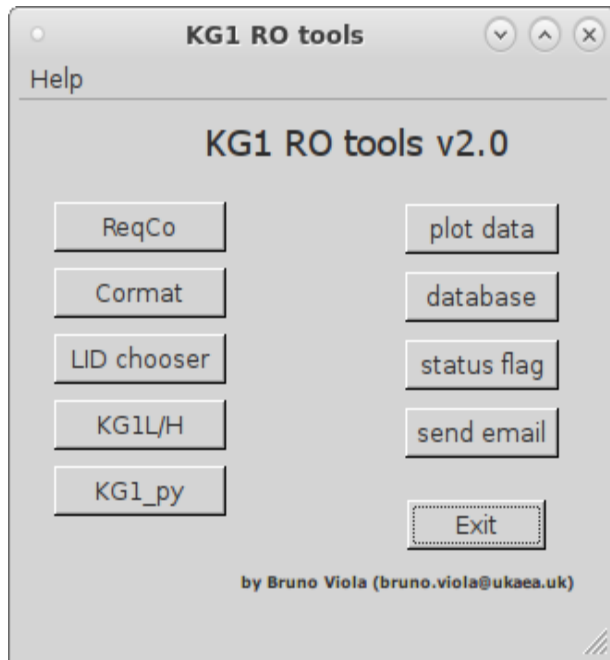 KG1 RO tools
Help
KG1 RO tools v2.0
ReqCo
Cormat
LID chooser
KG1L/H
KG1_py
plot data
database
status flag
send email
Exit
by Bruno Viola (bruno.viola@ukaea.uk)